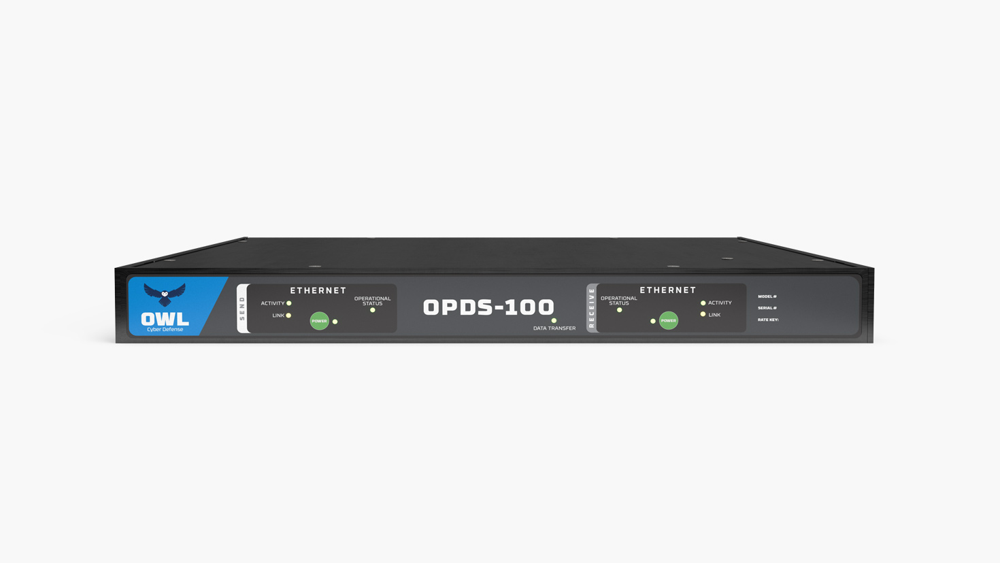 OWL
Cyber Defense
SEND
ETHERNET
ACTIVITY
LINK
POWER
OPERATIONAL
STATUS
OPDS-100
DATA TRANSFER
RECEIVE
ETHERNET
OPERATIONAL
STATUS
POWER
ACTIVITY
LINK
MODEL #
SERIAL #
RATE KEY: